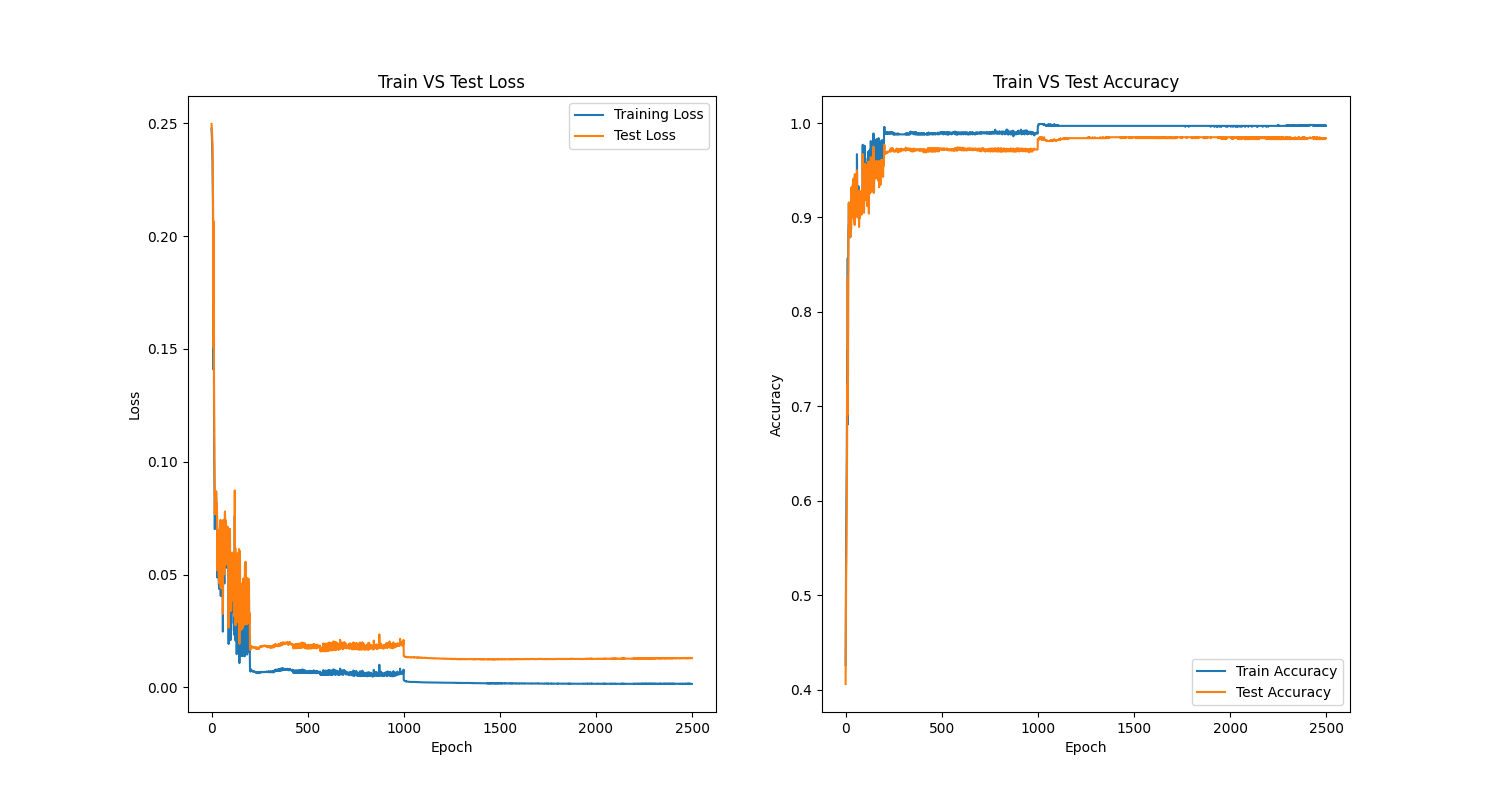 Train VS Test Loss
Training Loss
Test Loss
0.25
0.20
0.15
0.10
0.05
0.00
Loss
0
500
1000
1500
2000
2500
Epoch
Train VS Test Accuracy
1.0
0.9
0.8
0.7
0.6
0.5
0.4
Accuracy
Train Accuracy
Test Accuracy
0
500
1000
1500
2000
2500
Epoch